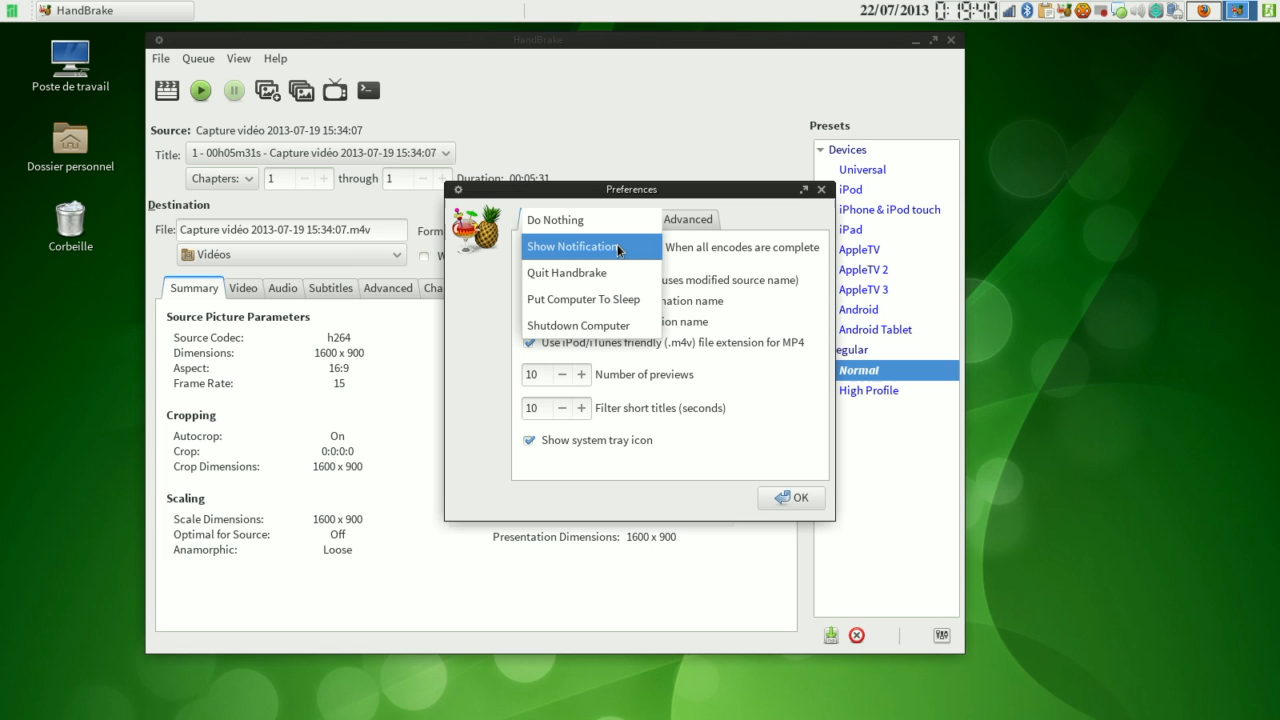 HandBrake
22/07/2013 19:40
Poste de travail
Dossier personnel
Corbeille
HandBrake
File Queue View Help
Source: Capture vidéo 2013-07-19 15:34:07
Title: 1 - 00h05m31s - Capture vidéo 2013-07-19 15:34:07
Chapters: 1 through 1 Duration: 00:05:31
Destination
File: Capture vidéo 2013-07-19 15:34:07.m4v Form
Vidéos W
Summary Video Audio Subtitles Advanced Cha
Source Picture Parameters
Source Codec: h264
Dimensions: 1600 x 900
Aspect: 16:9
Frame Rate: 15
Cropping
Autocrop: On
Crop: 0:0:0:0
Crop Dimensions: 1600 x 900
Scaling
Scale Dimensions: 1600 x 900
Optimal for Source: Off
Anamorphic: Loose
Presentation Dimensions: 1600 x 900
Preferences
Advanced
Do Nothing
Show Notification
Quit Handbrake
Put Computer To Sleep
Shutdown Computer
When all encodes are complete
uses modified source name)
nation name
ion name
Use iPod/iTunes friendly (.m4v) file extension for MP4
10 Number of previews
10 Filter short titles (seconds)
Show system tray icon
OK
Presets
Devices
Universal
iPod
iPhone & iPod touch
iPad
AppleTV
AppleTV 2
AppleTV 3
Android
Android Tablet
egular
Normal
High Profile